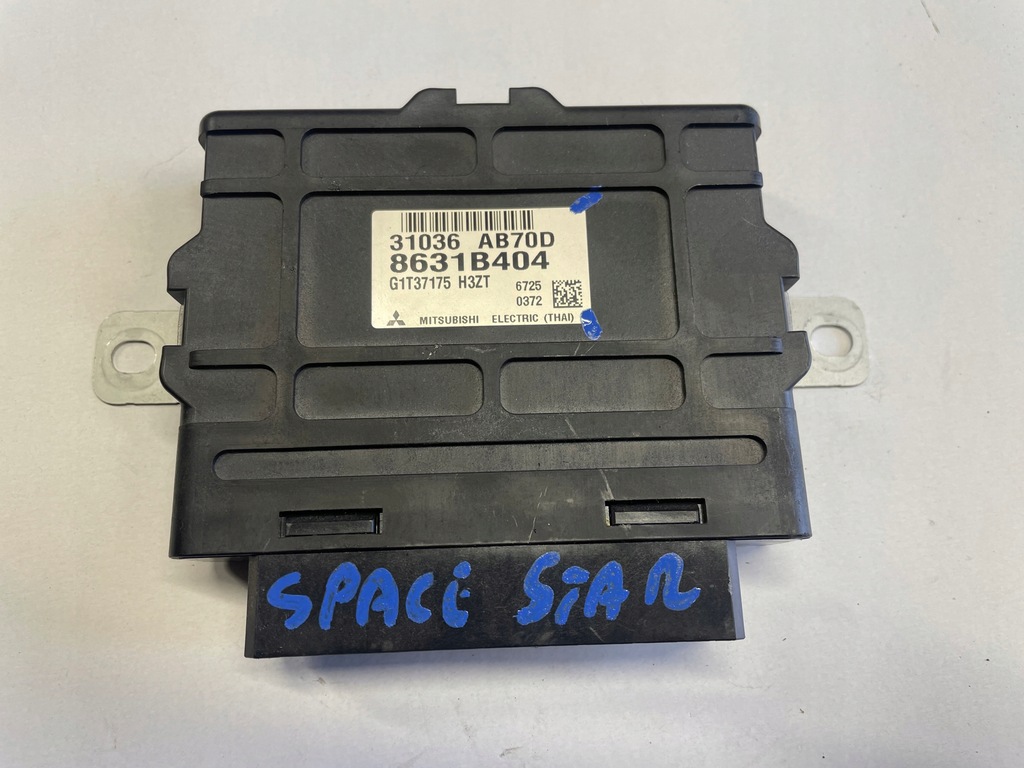 31036 AB70D
8631B404
G1T37175 H3ZT 6725
0372
MITSUBISHI ELECTRIC (THAI)
SPACE STAR